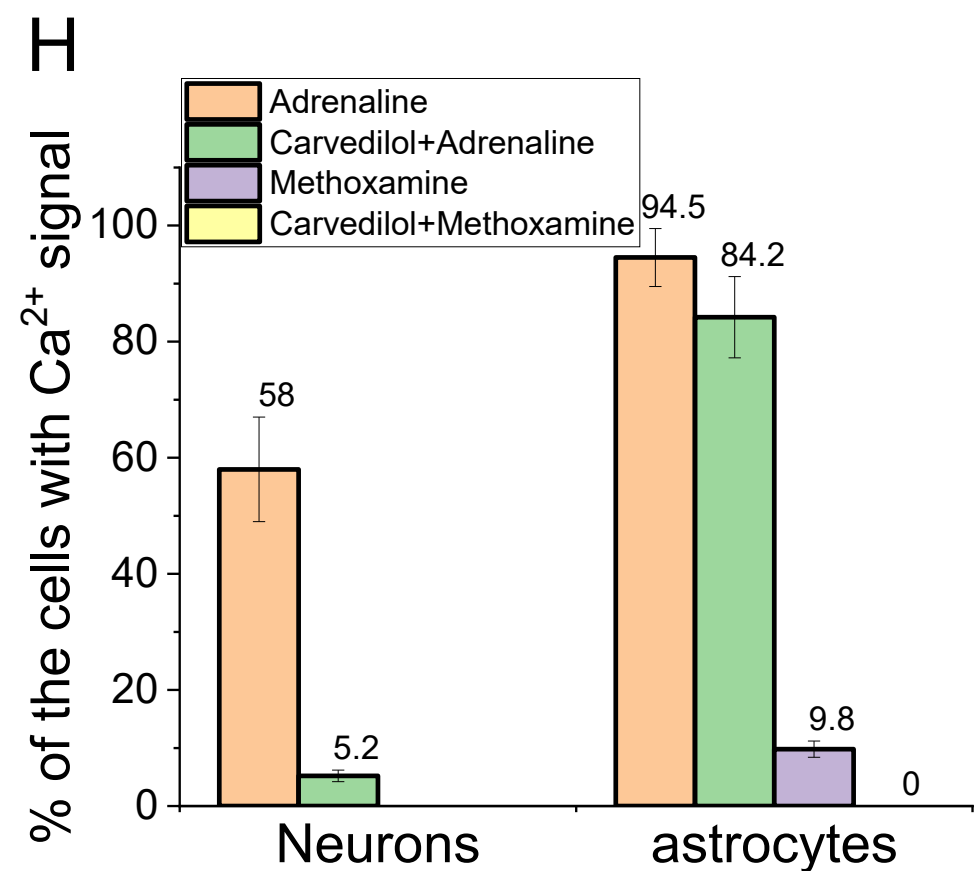 H
Adrenaline
Carvedilol+Adrenaline
Methoxamine
Carvedilol+Methoxamine
% of the cells with Ca²⁺ signal
100
80
60
40
20
0
58
5.2
94.5
84.2
9.8
0
Neurons
astrocytes